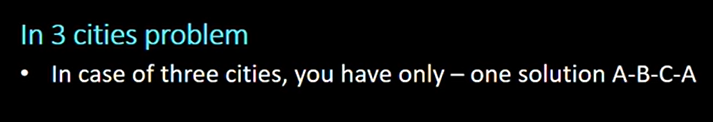 In 3 cities problem
• In case of three cities, you have only – one solution A-B-C-A